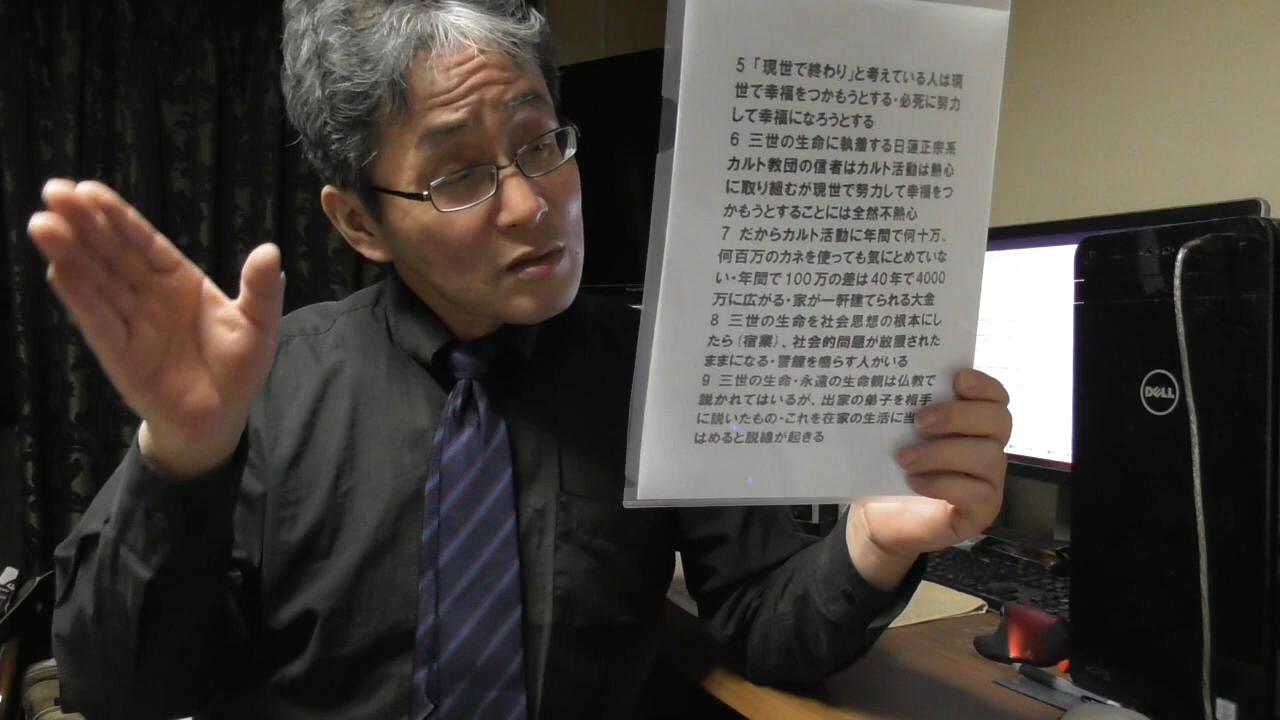 5 「現世で終わり」と考えている人は現
世で幸福をつかもうとする・必死に努力
して幸福になろうとする
6 三世の生命に執着する日蓮正宗系
カルト教団の信者はカルト活動は熱心
に取り組むが現世で努力して幸福をつ
かもうとすることには全然不熱心
7 だからカルト活動に年間で何十万、
何百万のカネを使っても気にとめていな
い・年間で100万の差は40年で4000
万に広がる・家が一軒建てられる大金
8 三世の生命を社会思想の根本にし
たら(宿業)、社会的問題が放置された
ままになる・警鐘を鳴らす人がいる
9 三世の生命・永遠の生命観は仏教で
説かれてはいるが、出家の弟子を相手
に説いたもの・これを在家の生活に当
はめると脱線が起きる
DELL